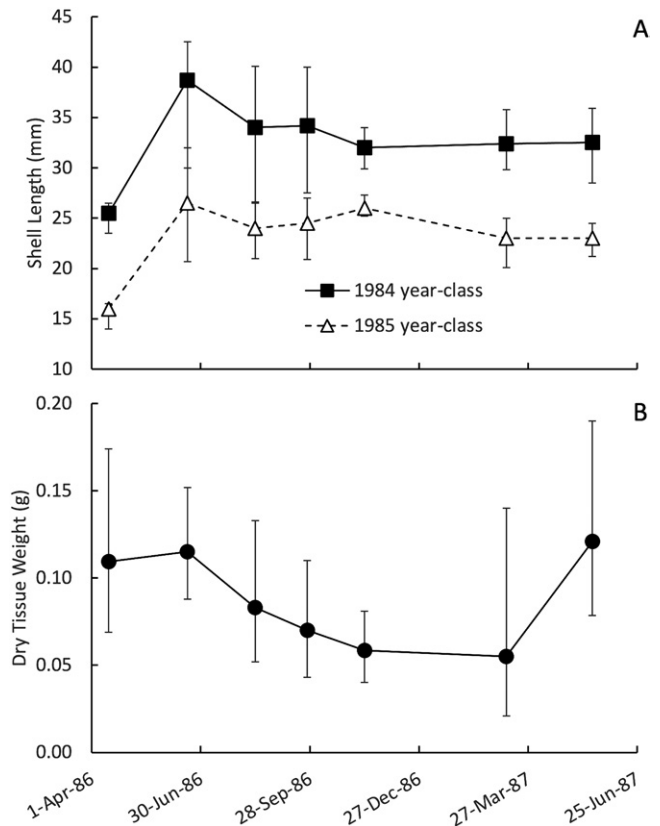 A
45
40
35
30
25
20
15
10
Shell Length (mm)
1984 year-class
1985 year-class
B
0.20
0.15
0.10
0.05
0.00
Dry Tissue Weight (g)
1-Apr-86
30-Jun-86
28-Sep-86
27-Dec-86
27-Mar-87
25-Jun-87